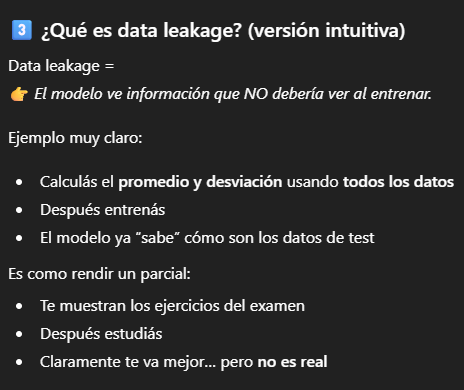 3️⃣ ¿Qué es data leakage? (versión intuitiva)
Data leakage =
👉 El modelo ve información que NO debería ver al entrenar.
Ejemplo muy claro:
• Calculás el promedio y desviación usando todos los datos
• Después entrenás
• El modelo ya “sabe” cómo son los datos de test
Es como rendir un parcial:
• Te muestran los ejercicios del examen
• Después estudiás
• Claramente te va mejor... pero no es real